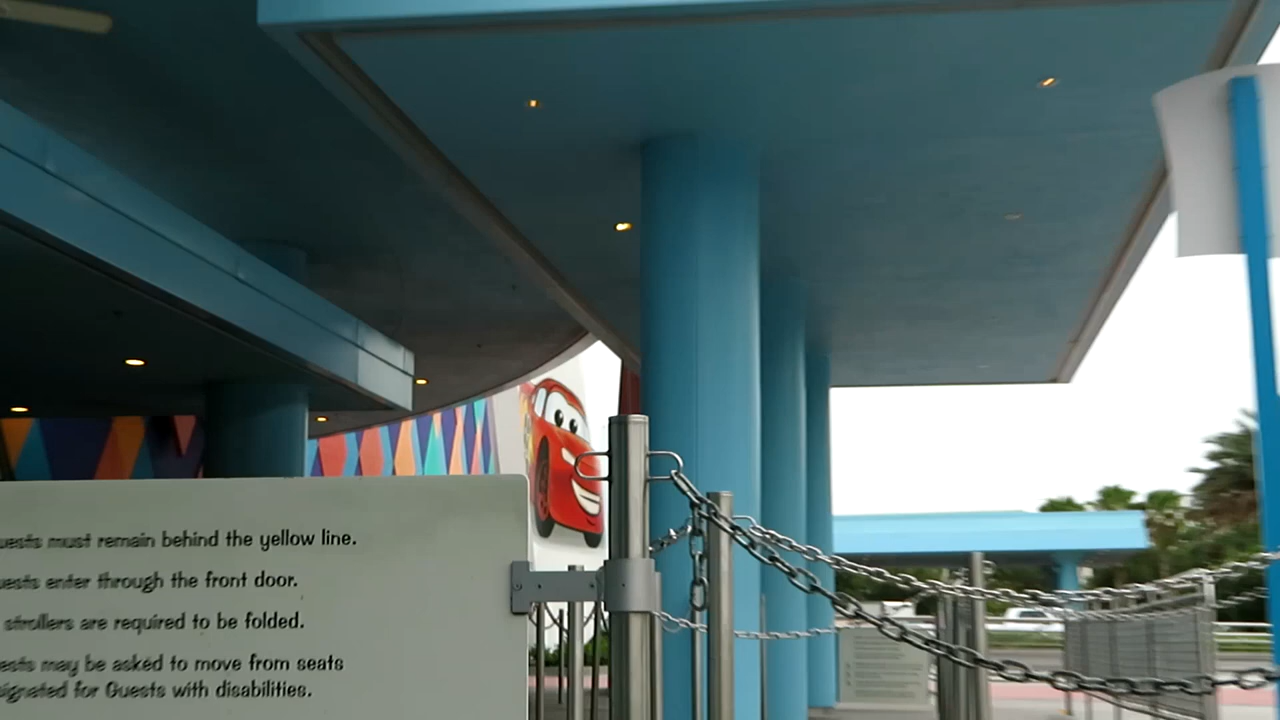 uests must remain behind the yellow line.
uests enter through the front door.
strollers are required to be folded.
ests may be asked to move from seats
signated for Guests with disabilities.